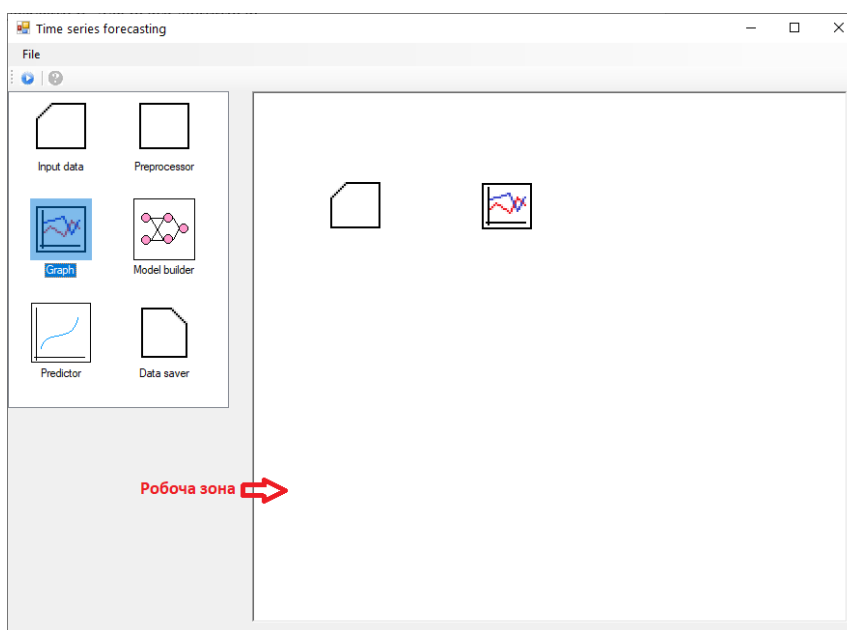 Time series forecasting
File
Input data
Preprocessor
Graph
Model builder
Predictor
Data saver
Робоча зона